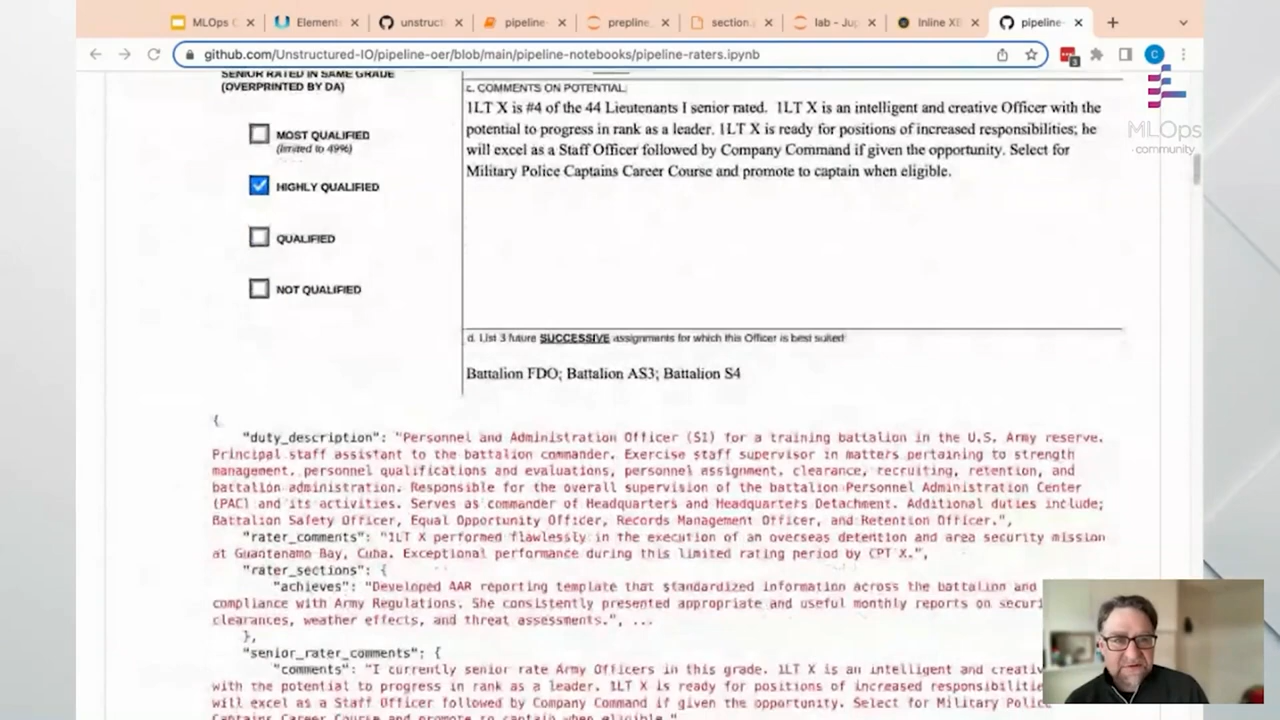 MLOps C
Element
unstruct
pipeline-
prepline_
section.
lab - Jup
Inline XB
pipeline-
github.com/Unstructured-IO/pipeline-oer/blob/main/pipeline-notebooks/pipeline-raters.ipynb
3
C
MLOps
community
SENIOR RATED IN SAME GRADE
(OVERPRINTED BY DA)
MOST QUALIFIED
(limited to 49%)
HIGHLY QUALIFIED
QUALIFIED
NOT QUALIFIED
c. COMMENTS ON POTENTIAL:
1LT X is #4 of the 44 Lieutenants I senior rated. 1LT X is an intelligent and creative Officer with the
potential to progress in rank as a leader. 1LT X is ready for positions of increased responsibilities; he
will excel as a Staff Officer followed by Company Command if given the opportunity. Select for
Military Police Captains Career Course and promote to captain when eligible.
d. List 3 future SUCCESSIVE assignments for which this Officer is best suited:
Battalion FDO; Battalion AS3; Battalion S4
{
"duty_description": "Personnel and Administration Officer (S1) for a training battalion in the U.S. Army reserve.
Principal staff assistant to the battalion commander. Exercise staff supervisor in matters pertaining to strength
management, personnel qualifications and evaluations, personnel assignment, clearance, recruiting, retention, and
battalion administration. Responsible for the overall supervision of the battalion Personnel Administration Center
(PAC) and its activities. Serves as commander of Headquarters and Headquarters Detachment. Additional duties include;
Battalion Safety Officer, Equal Opportunity Officer, Records Management Officer, and Retention Officer.",
"rater_comments": "1LT X performed flawlessly in the execution of an overseas detention and area security mission
at Guantenamo Bay, Cuba. Exceptional performance during this limited rating period by CPT X.",
"rater_sections": {
"achieves": "Developed AAR reporting template that standardized information across the battalion and
compliance with Army Regulations. She consistently presented appropriate and useful monthly reports on securi
clearances, weather effects, and threat assessments.", ...
},
"senior_rater_comments": {
"comments": "I currently senior rate Army Officers in this grade. 1LT X is an intelligent and creativ
with the potential to progress in rank as a leader. 1LT X is ready for positions of increased responsibilitie
will excel as a Staff Officer followed by Company Command if given the opportunity. Select for Military Police
Captains Career Course and promote to captain when eligible."